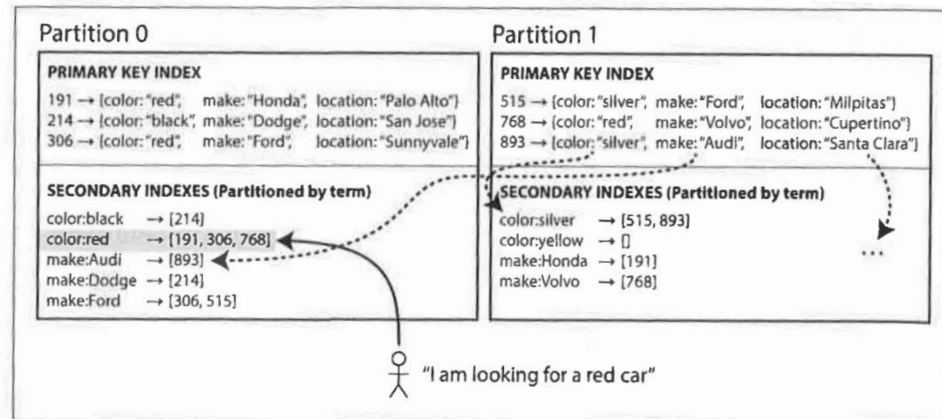 Partition 0
PRIMARY KEY INDEX
191 → {color: "red", make: "Honda", location: "Palo Alto"}
214 → {color: "black", make: "Dodge", location: "San Jose"}
306 → {color: "red", make: "Ford", location: "Sunnyvale"}
SECONDARY INDEXES (Partitioned by term)
color:black → [214]
color:red → [191, 306, 768]
make:Audi → [893]
make:Dodge → [214]
make:Ford → [306, 515]
Partition 1
PRIMARY KEY INDEX
515 → {color: "silver", make: "Ford", location: "Milpitas"}
768 → {color: "red", make: "Volvo", location: "Cupertino"}
893 → {color: "silver", make: "Audi", location: "Santa Clara"}
SECONDARY INDEXES (Partitioned by term)
color:silver → [515, 893]
color:yellow → []
make:Honda → [191]
make:Volvo → [768]
...
"I am looking for a red car"